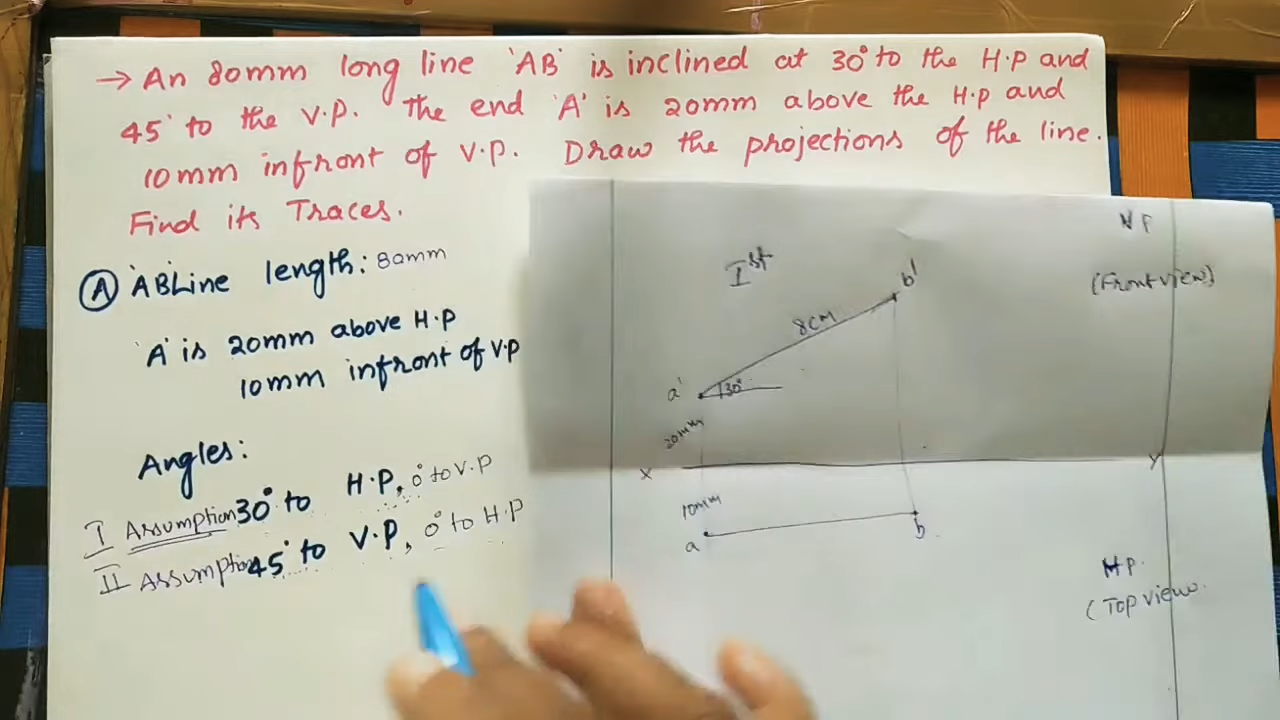 → An 80mm long line 'AB' is inclined at 30° to the H.P and
45° to the V.P. The end 'A' is 20mm above the H.P and
10mm infront of V.P. Draw the projections of the line.
Find its Traces.
Ⓐ 'AB' Line length: 80mm
'A' is 20mm above H.P
10mm infront of V.P
Angles:
I Assumption 30° to H.P, 0° to V.P
II Assumption 45° to V.P, 0° to H.P
Ist
(Front view)
b'
8CM
a'
30°
20mm
X
Y
10mm
a
b
H P.
(Top view.